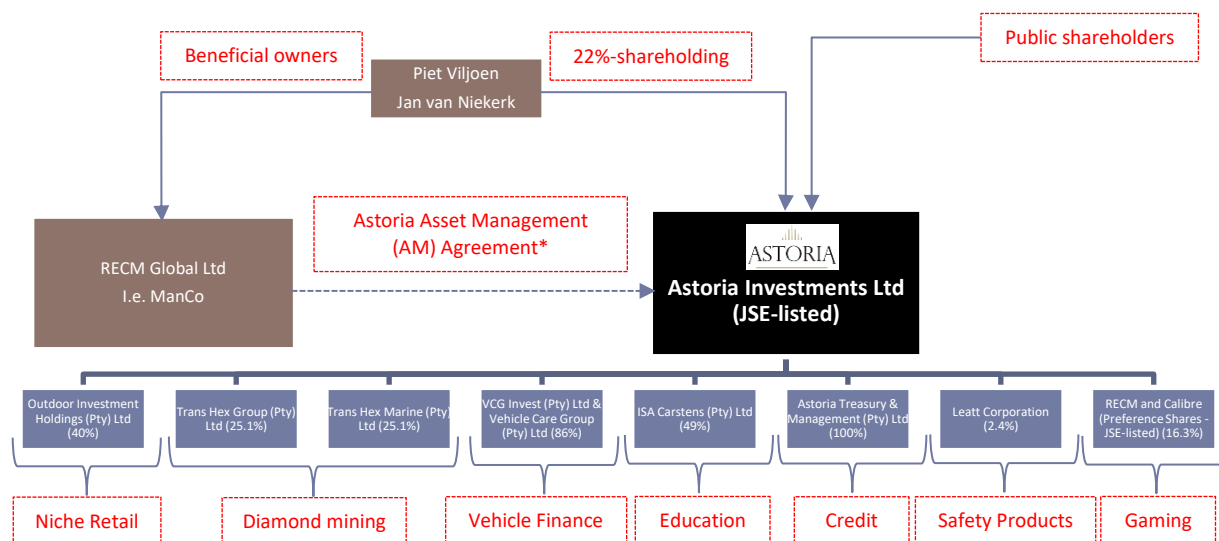 Beneficial owners
22%-shareholding
Public shareholders
Piet Viljoen
Jan van Niekerk
Astoria Asset Management
(AM) Agreement*
RECM Global Ltd
I.e. ManCo
ASTORIA
Astoria Investments Ltd
(JSE-listed)
Outdoor Investment
Holdings (Pty) Ltd
(40%)
Trans Hex Group (Pty)
Ltd (25.1%)
Trans Hex Marine (Pty)
Ltd (25.1%)
VCG Invest (Pty) Ltd &
Vehicle Care Group
(Pty) Ltd (86%)
ISA Carstens (Pty) Ltd
(49%)
Astoria Treasury &
Management (Pty) Ltd
(100%)
Leatt Corporation
(2.4%)
RECM and Calibre
(Preference Shares -
JSE-listed) (16.3%)
Niche Retail
Diamond mining
Vehicle Finance
Education
Credit
Safety Products
Gaming